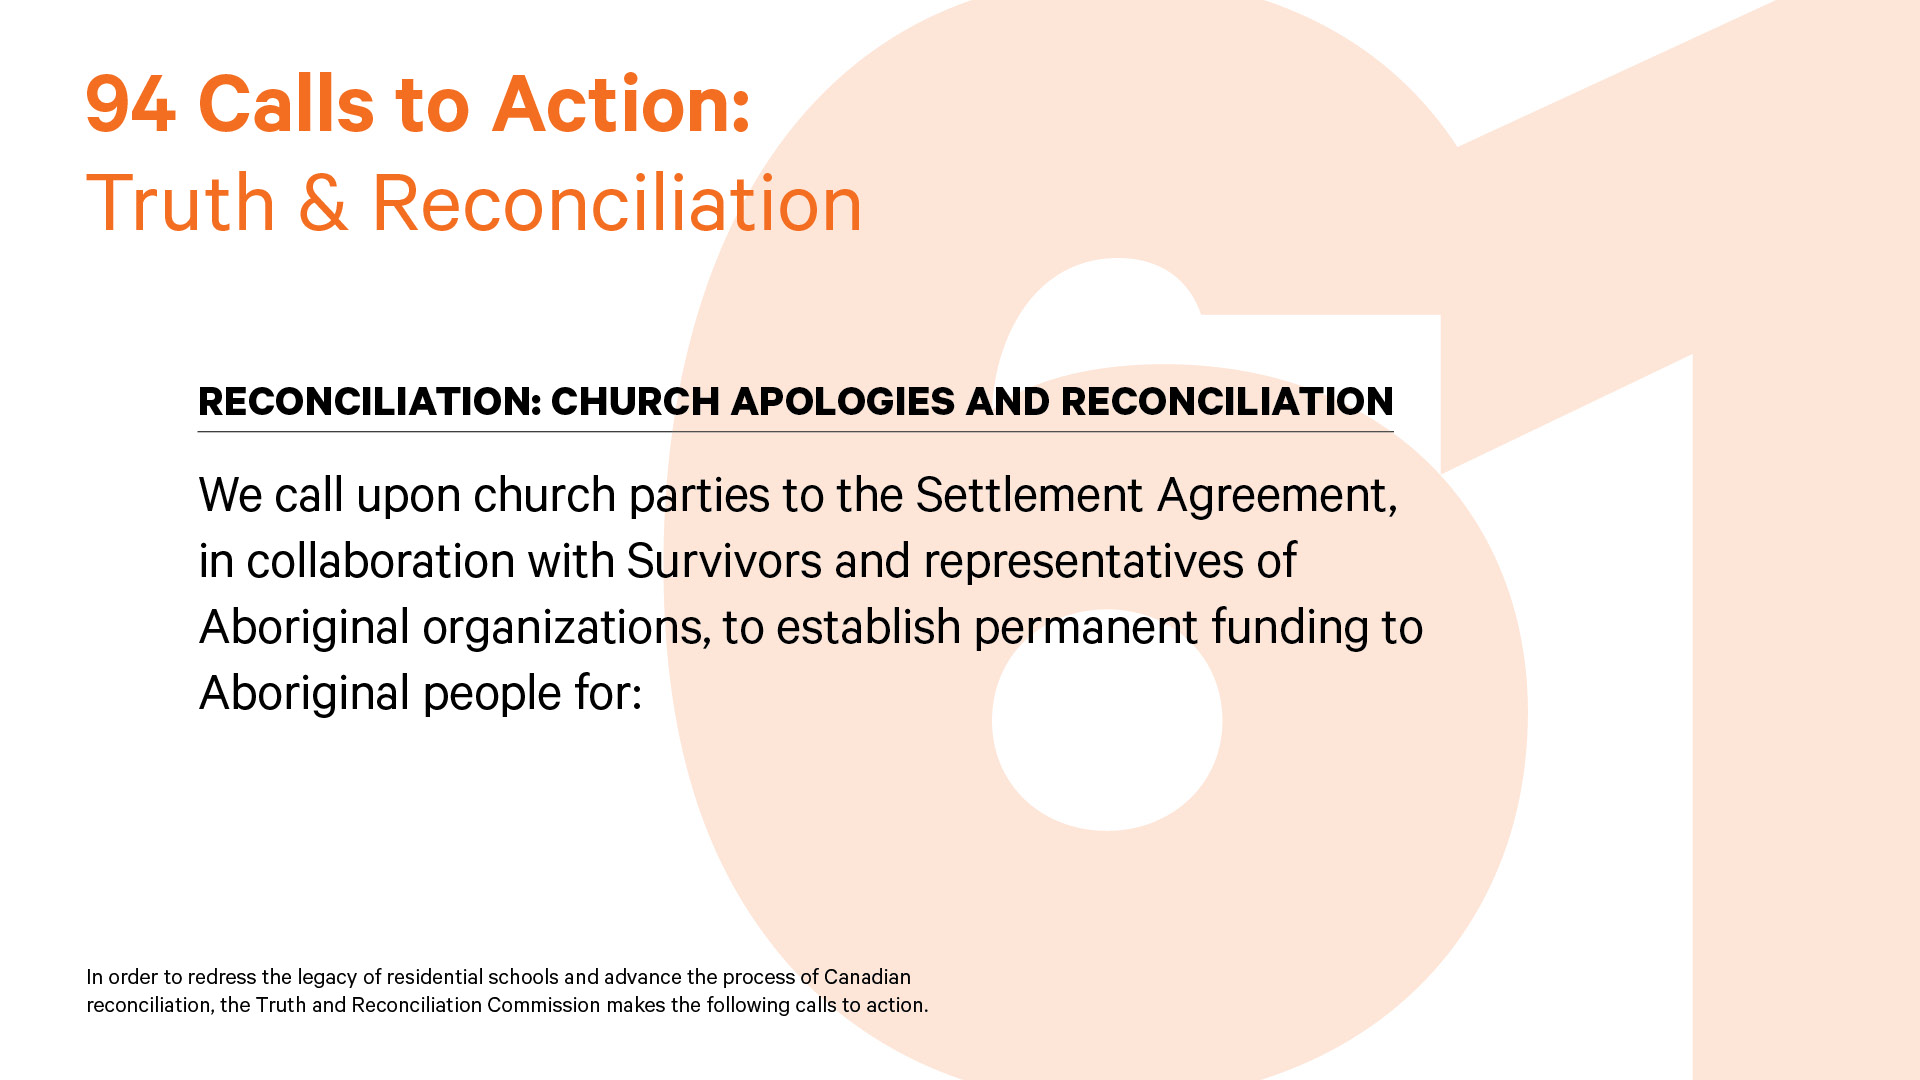 94 Calls to Action:
Truth & Reconciliation
61
RECONCILIATION: CHURCH APOLOGIES AND RECONCILIATION
We call upon church parties to the Settlement Agreement,
in collaboration with Survivors and representatives of
Aboriginal organizations, to establish permanent funding to
Aboriginal people for:
In order to redress the legacy of residential schools and advance the process of Canadian
reconciliation, the Truth and Reconciliation Commission makes the following calls to action.